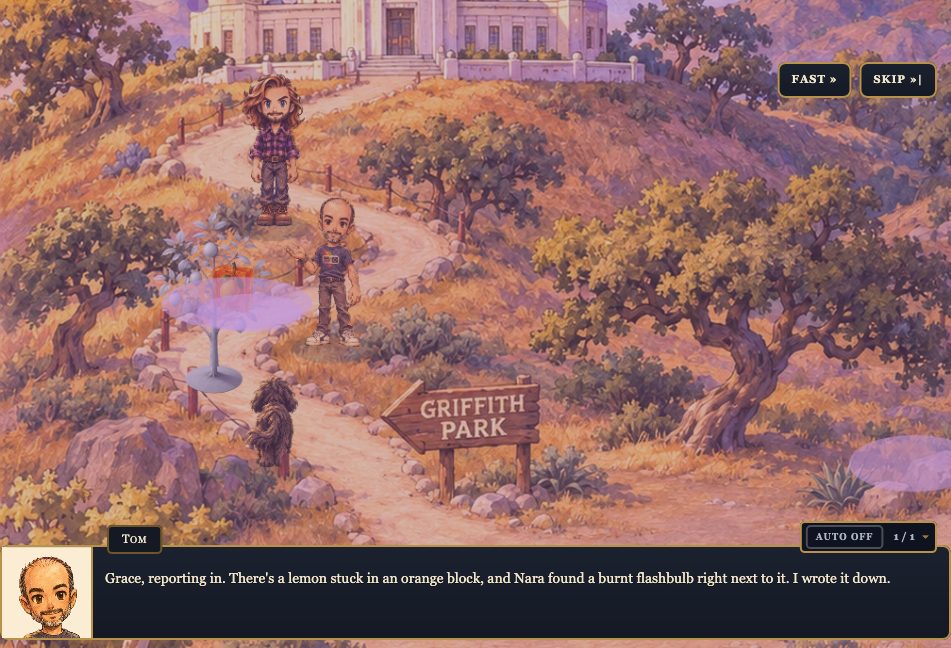 FAST »
SKIP »|
GRIFFITH
PARK
Tom
AUTO OFF
1 / 1
Grace, reporting in. There's a lemon stuck in an orange block, and Nara found a burnt flashbulb right next to it. I wrote it down.